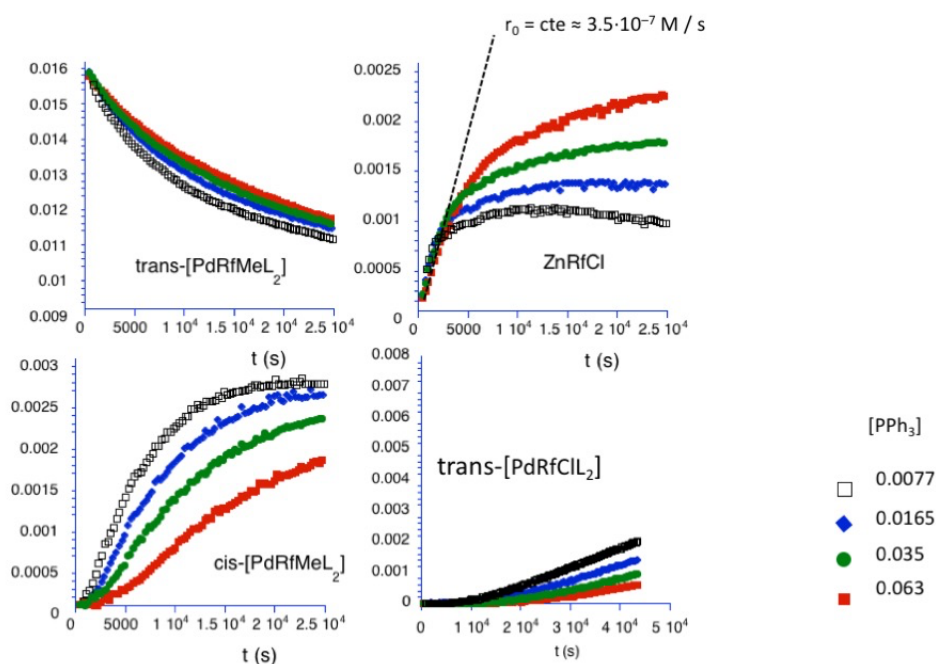 r₀ = cte ≈ 3.5·10⁻⁷ M / s
0.016
0.015
0.014
0.013
0.012
0.011
0.01
0.009
trans-[PdRfMeL₂]
0 5000 1 10⁴ 1.5 10⁴ 2 10⁴ 2.5 10⁴
t (s)
0.0025
0.002
0.0015
0.001
0.0005
0
ZnRfCl
0 5000 1 10⁴ 1.5 10⁴ 2 10⁴ 2.5 10⁴
t (s)
0.003
0.0025
0.002
0.0015
0.001
0.0005
0
cis-[PdRfMeL₂]
0 5000 1 10⁴ 1.5 10⁴ 2 10⁴ 2.5 10⁴
t (s)
0.008
0.007
0.006
0.005
0.004
0.003
0.002
0.001
0
trans-[PdRfClL₂]
0 1 10⁴ 2 10⁴ 3 10⁴ 4 10⁴ 5 10⁴
t (s)
[PPh₃]
0.0077
0.0165
0.035
0.063